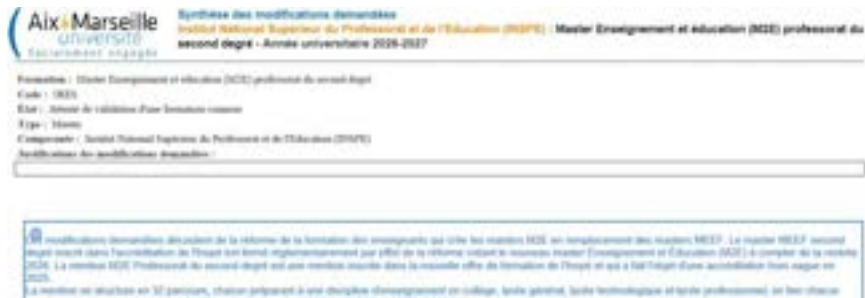 Aix Marseille
université
Socialement engagée
Synthèse des modifications demandées
Institut National Supérieur du Professorat et de l'Education (INSPE) : Master Enseignement et éducation (M2E) professorat du
second degré - Année universitaire 2026-2027
Formation : Master Enseignement et éducation (M2E) professorat du second degré
Code :
Etat : Attente de validation d'une formation
Type : Master
Composante : Institut National Supérieur du Professorat et de l'Education (INSPE)
Justifications des modifications demandées :
modifications demandées découlent de la réforme de la formation des enseignants qui crée les masters M2E en remplacement des masters MEEF. Le master MEEF second
degré inscrit dans l'accréditation de l'Inspé est fermé réglementairement par effet de la réforme créant le nouveau master Enseignement et Éducation (M2E) à compter de la rentrée
2026. La mention M2E Professorat du second degré est une mention inscrite dans la nouvelle offre de formation de l'Inspé et qui a fait l'objet d'une accréditation hors vague en
2025.
La mention se structure en 10 parcours, chacun préparant à une discipline d'enseignement en collège, lycée général, lycée technologique et lycée professionnel, en lien chacun